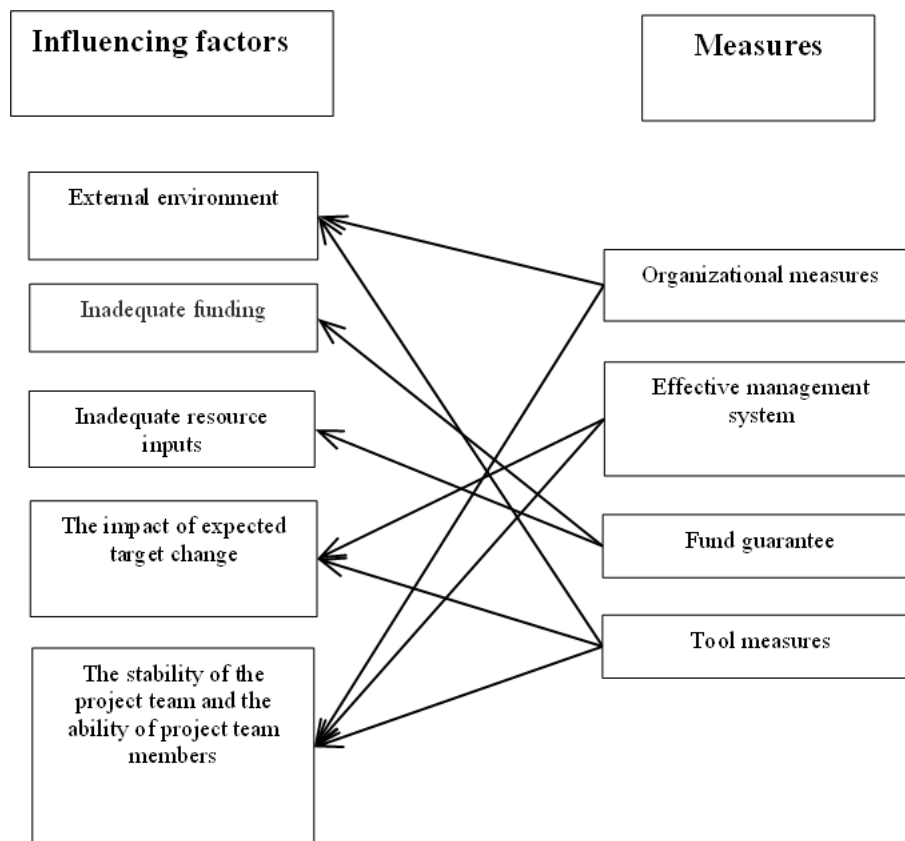 Influencing factors
Measures
External environment
Inadequate funding
Inadequate resource
inputs
The impact of expected
target change
The stability of the
project team and the
ability of project team
members
Organizational measures
Effective management
system
Fund guarantee
Tool measures